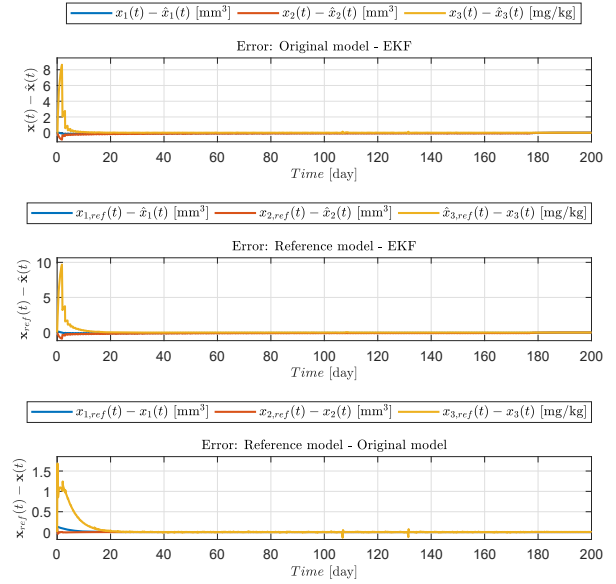 x₁(t) − x̂₁(t) [mm³] x₂(t) − x̂₂(t) [mm³] x₃(t) − x̂₃(t) [mg/kg]
Error: Original model - EKF
x(t) − x̂(t)
8
6
4
2
0
0 20 40 60 80 100 120 140 160 180 200
Time [day]
x₁,ref(t) − x̂₁(t) [mm³] x₂,ref(t) − x̂₂(t) [mm³] x̂₃,ref(t) − x₃(t) [mg/kg]
Error: Reference model - EKF
x_ref(t) − x̂(t)
10
5
0
0 20 40 60 80 100 120 140 160 180 200
Time [day]
x₁,ref(t) − x₁(t) [mm³] x₂,ref(t) − x₂(t) [mm³] x₃,ref(t) − x₃(t) [mg/kg]
Error: Reference model - Original model
x_ref(t) − x(t)
1.5
1
0.5
0
0 20 40 60 80 100 120 140 160 180 200
Time [day]